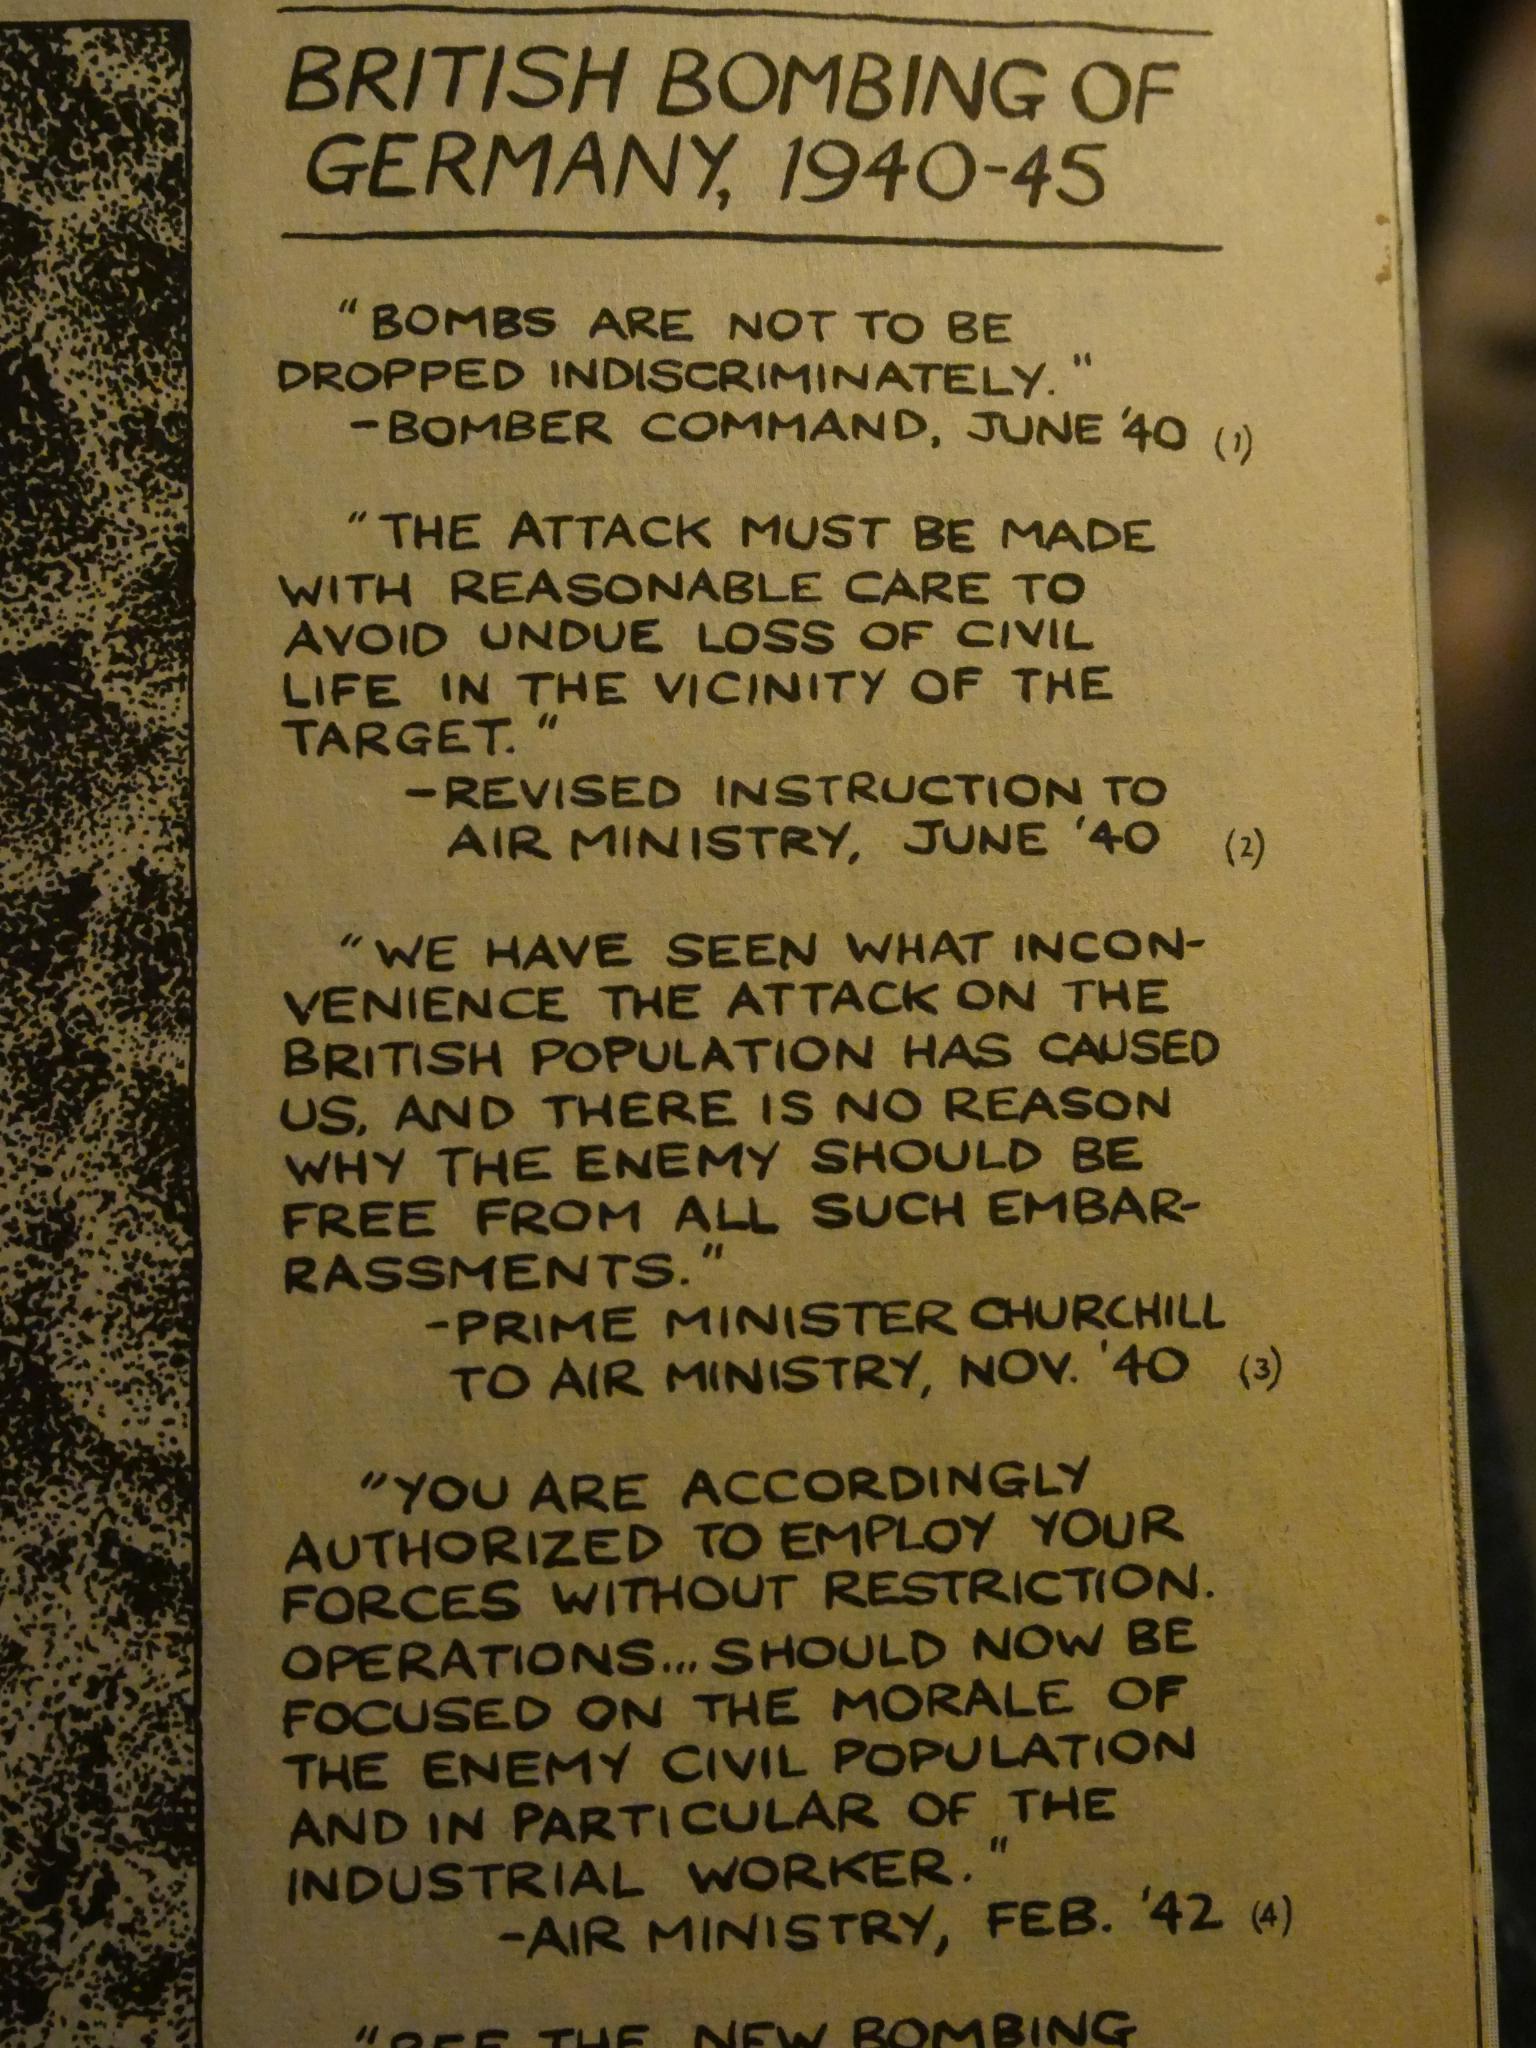 BRITISH BOMBING OF
GERMANY, 1940-45
"BOMBS ARE NOT TO BE
DROPPED INDISCRIMINATELY."
-BOMBER COMMAND, JUNE '40 (1)
"THE ATTACK MUST BE MADE
WITH REASONABLE CARE TO
AVOID UNDUE LOSS OF CIVIL
LIFE IN THE VICINITY OF THE
TARGET."
-REVISED INSTRUCTION TO
AIR MINISTRY, JUNE '40 (2)
"WE HAVE SEEN WHAT INCON-
VENIENCE THE ATTACK ON THE
BRITISH POPULATION HAS CAUSED
US, AND THERE IS NO REASON
WHY THE ENEMY SHOULD BE
FREE FROM ALL SUCH EMBAR-
RASSMENTS."
-PRIME MINISTER CHURCHILL
TO AIR MINISTRY, NOV. '40 (3)
"YOU ARE ACCORDINGLY
AUTHORIZED TO EMPLOY YOUR
FORCES WITHOUT RESTRICTION.
OPERATIONS... SHOULD NOW BE
FOCUSED ON THE MORALE OF
THE ENEMY CIVIL POPULATION
AND IN PARTICULAR OF THE
INDUSTRIAL WORKER."
-AIR MINISTRY, FEB. '42 (4)
THE NEW BOMBING